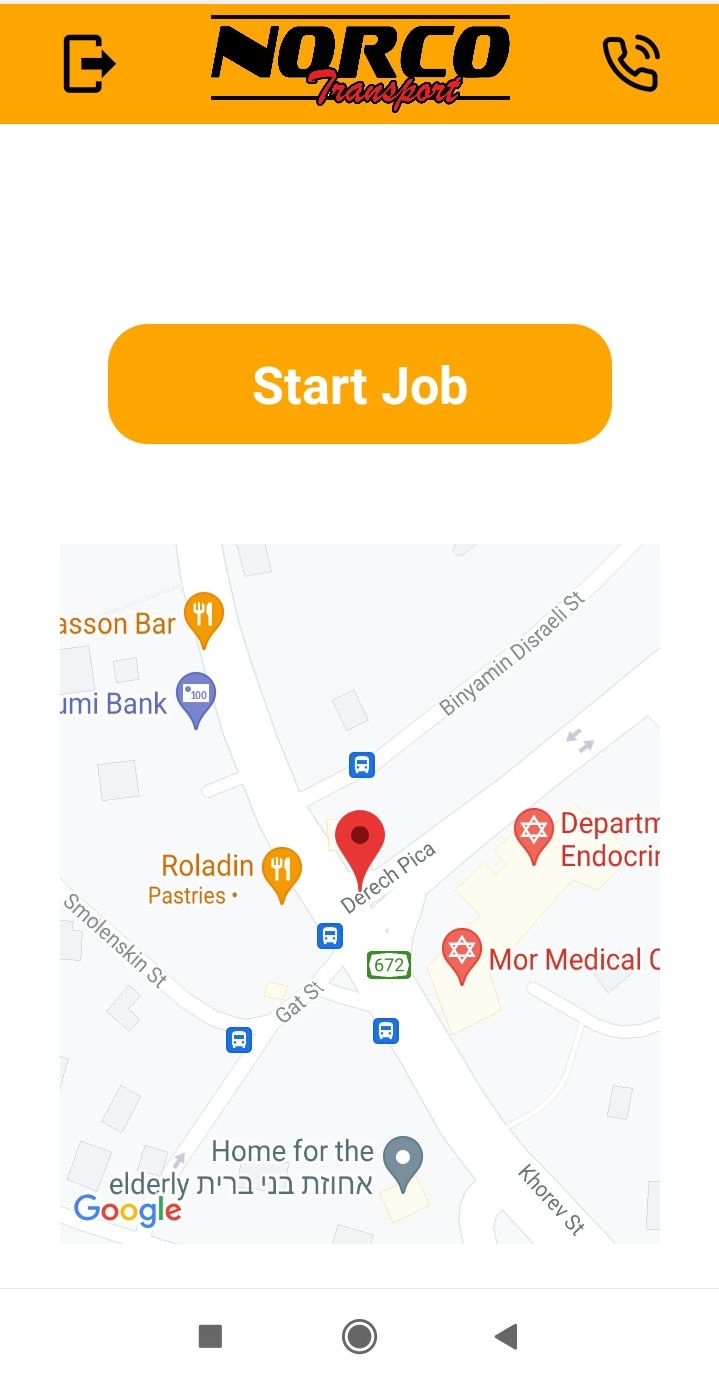 NORCO
Transport
Start Job
asson Bar
umi Bank
100
Binyamin Disraeli St
Departm
Endocrin
Roladin
Pastries •
Derech Pica
Smolenskin St
672
Mor Medical C
Gat St
Home for the
elderly אחוזת בני ברית
Khorev St
Google